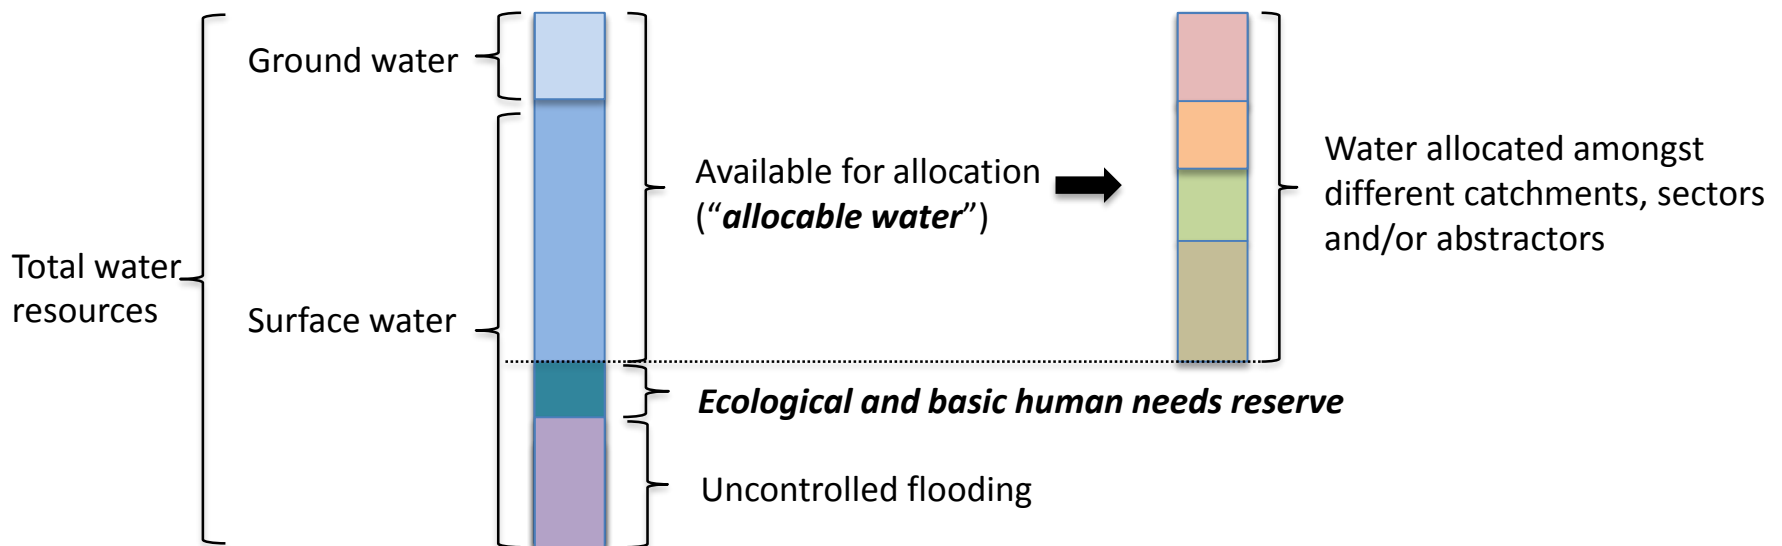 Ground water
Available for allocation
(“allocable water”)
Water allocated amongst
different catchments, sectors
and/or abstractors
Total water
resources
Surface water
Ecological and basic human needs reserve
Uncontrolled flooding